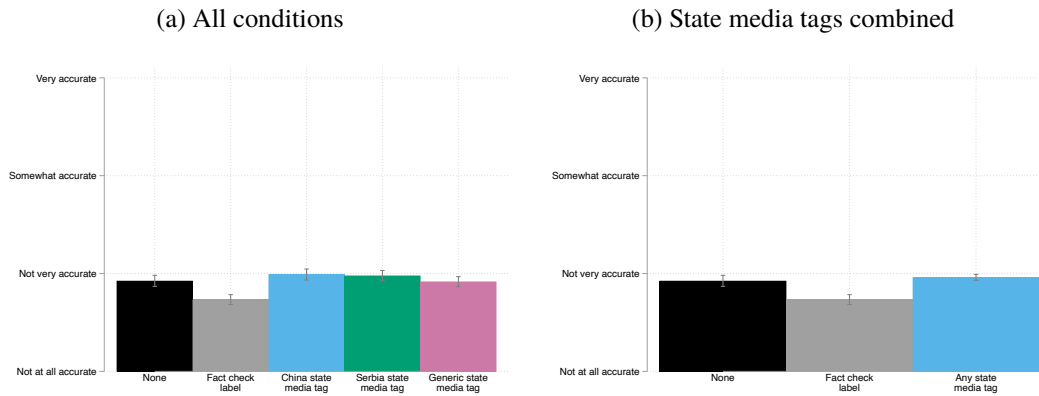 (a) All conditions
Very accurate
Somewhat accurate
Not very accurate
Not at all accurate
None
Fact check
label
China state
media tag
Serbia state
media tag
Generic state
media tag
(b) State media tags combined
Very accurate
Somewhat accurate
Not very accurate
Not at all accurate
None
Fact check
label
Any state
media tag